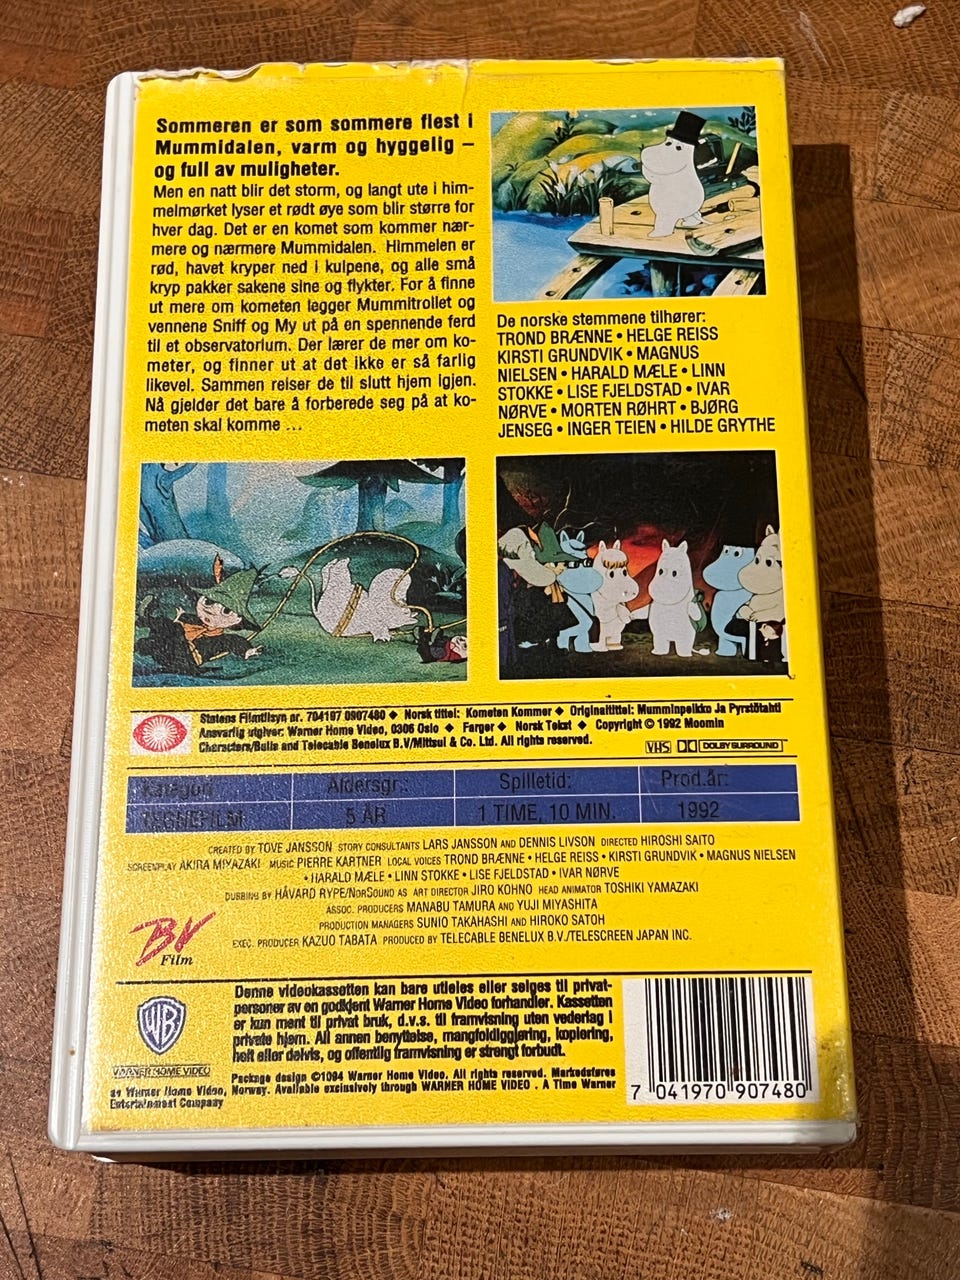 Sommeren er som sommere flest i
Mummidalen, varm og hyggelig –
og full av muligheter.
Men en natt blir det storm, og langt ute i him-
melmørket lyser et rødt øye som blir større for
hver dag. Det er en komet som kommer nær-
mere og nærmere Mummidalen. Himmelen er
rød, havet kryper ned i kulpene, og alle små
kryp pakker sakene sine og flykter. For å finne
ut mere om kometen legger Mummitrollet og
vennene Sniff og My ut på en spennende ferd
til et observatorium. Der lærer de mer om ko-
meter, og finner ut at det ikke er så farlig
likevel. Sammen reiser de til slutt hjem igjen.
Nå gjelder det bare å forberede seg på at ko-
meten skal komme ...
De norske stemmene tilhører:
TROND BRÆNNE • HELGE REISS
KIRSTI GRUNDVIK • MAGNUS
NIELSEN • HARALD MÆLE • LINN
STOKKE • LISE FJELDSTAD • IVAR
NØRVE • MORTEN RØHRT • BJØRG
JENSEG • INGER TEIEN • HILDE GRYTHE
Statens Filmtilsyn nr. 704197 0907480 ◆ Norsk tittel: Kometen Kommer ◆ Originaltittel: Mumminpeikko Ja Pyrstötahti
Ansvarlig utgiver: Warner Home Video, 0306 Oslo ◆ Farger ◆ Norsk Tekst ◆ Copyright © 1992 Moomin
Characters/Bulls and Telecable Benelux B.V/Mitsui & Co. Ltd. All rights reserved.
VHS DOLBY SURROUND
Kategori: Aldersgr.: Spilletid: Prod.år:
TEGNEFILM 5 ÅR 1 TIME, 10 MIN. 1992
CREATED BY TOVE JANSSON STORY CONSULTANTS LARS JANSSON AND DENNIS LIVSON DIRECTED HIROSHI SAITO
SCREENPLAY AKIRA MIYAZAKI MUSIC PIERRE KARTNER LOCAL VOICES TROND BRÆNNE • HELGE REISS • KIRSTI GRUNDVIK • MAGNUS NIELSEN
• HARALD MÆLE • LINN STOKKE • LISE FJELDSTAD • IVAR NØRVE
DUBBING BY HÅVARD RYPE/NORSOUND AS ART DIRECTOR JIRO KOHNO HEAD ANIMATOR TOSHIKI YAMAZAKI
ASSOC. PRODUCERS MANABU TAMURA AND YUJI MIYASHITA
PRODUCTION MANAGERS SUNIO TAKAHASHI AND HIROKO SATOH
EXEC. PRODUCER KAZUO TABATA PRODUCED BY TELECABLE BENELUX B.V./TELESCREEN JAPAN INC.
BV
Film
Denne videokassetten kan bare utleies eller selges til privat-
personer av en godkjent Warner Home Video forhandler. Kassetten
er kun ment til privat bruk, d.v.s. til framvisning uten vederlag i
private hjem. All annen benyttelse, mangfoldiggjøring, kopiering,
helt eller delvis, og offentlig framvisning er strengt forbudt.
WB
WARNER HOME VIDEO
Package design ©1994 Warner Home Video. All rights reserved. Markedsføres
av Warner Home Video, Norway. Available exclusively through WARNER HOME VIDEO . A Time Warner
Entertainment Company
7 041970 907480